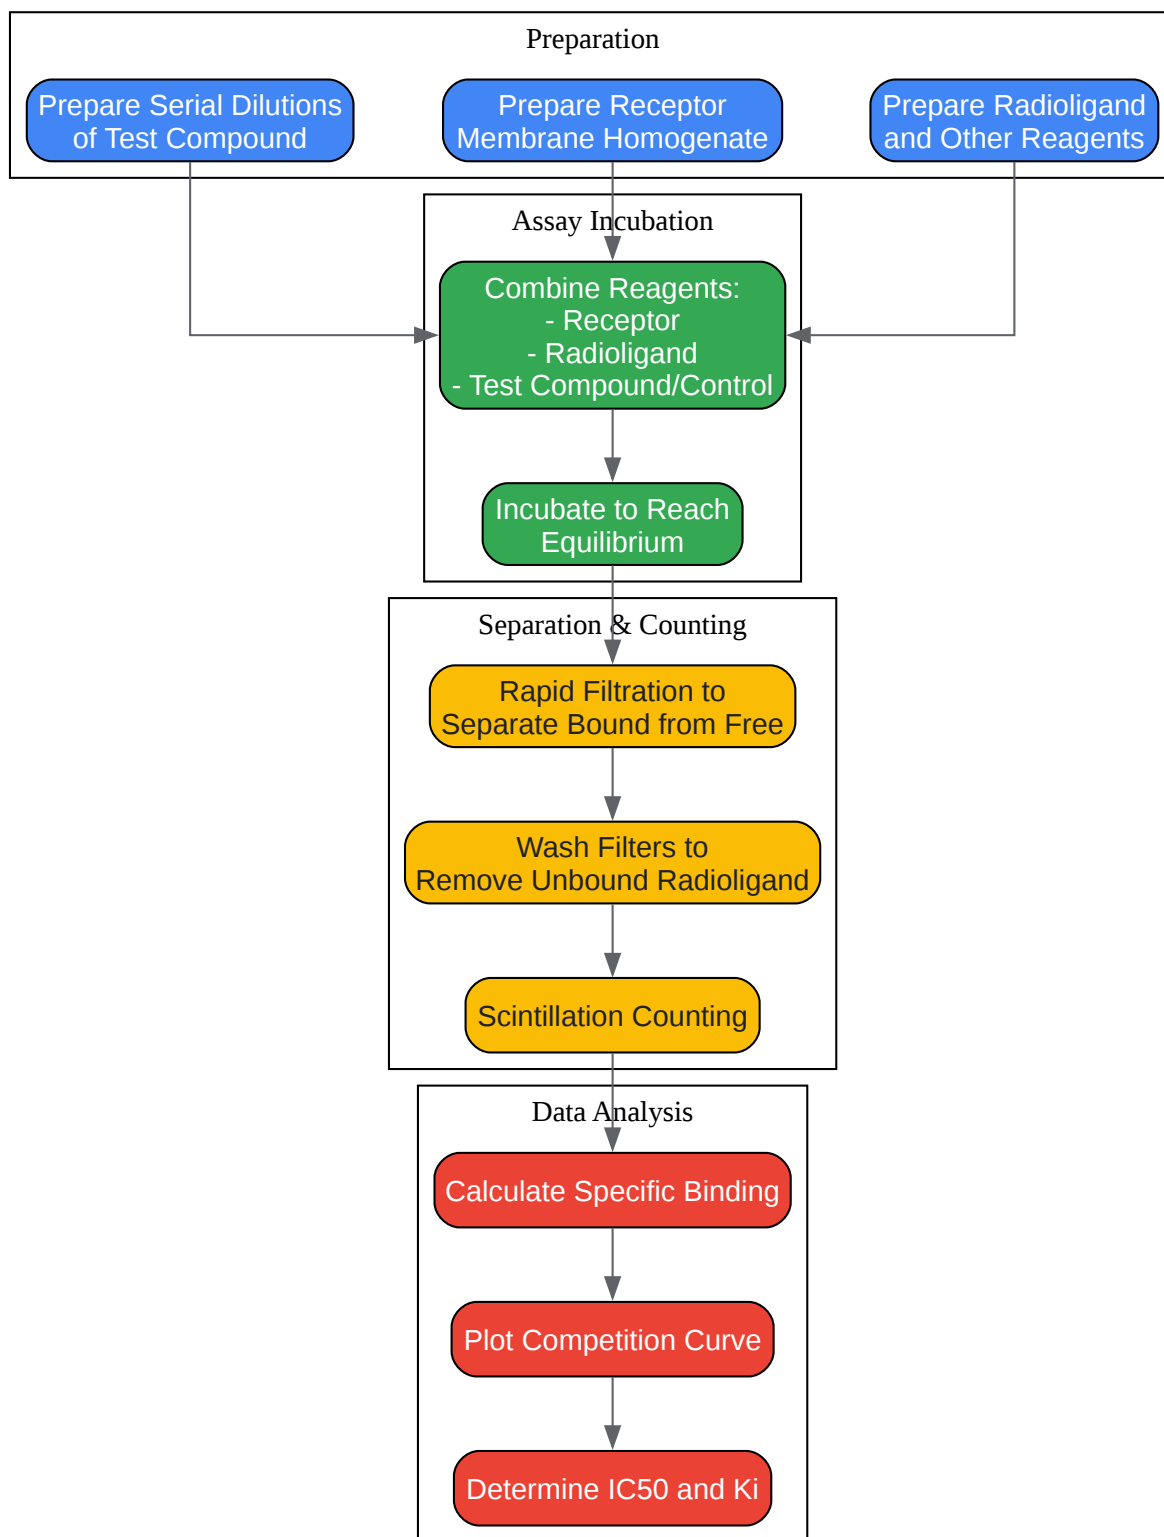 Preparation
Prepare Serial Dilutions
of Test Compound
Prepare Receptor
Membrane Homogenate
Prepare Radioligand
and Other Reagents
Assay Incubation
Combine Reagents:
- Receptor
- Radioligand
- Test Compound/Control
Incubate to Reach
Equilibrium
Separation & Counting
Rapid Filtration to
Separate Bound from Free
Wash Filters to
Remove Unbound Radioligand
Scintillation Counting
Data Analysis
Calculate Specific Binding
Plot Competition Curve
Determine IC50 and Ki